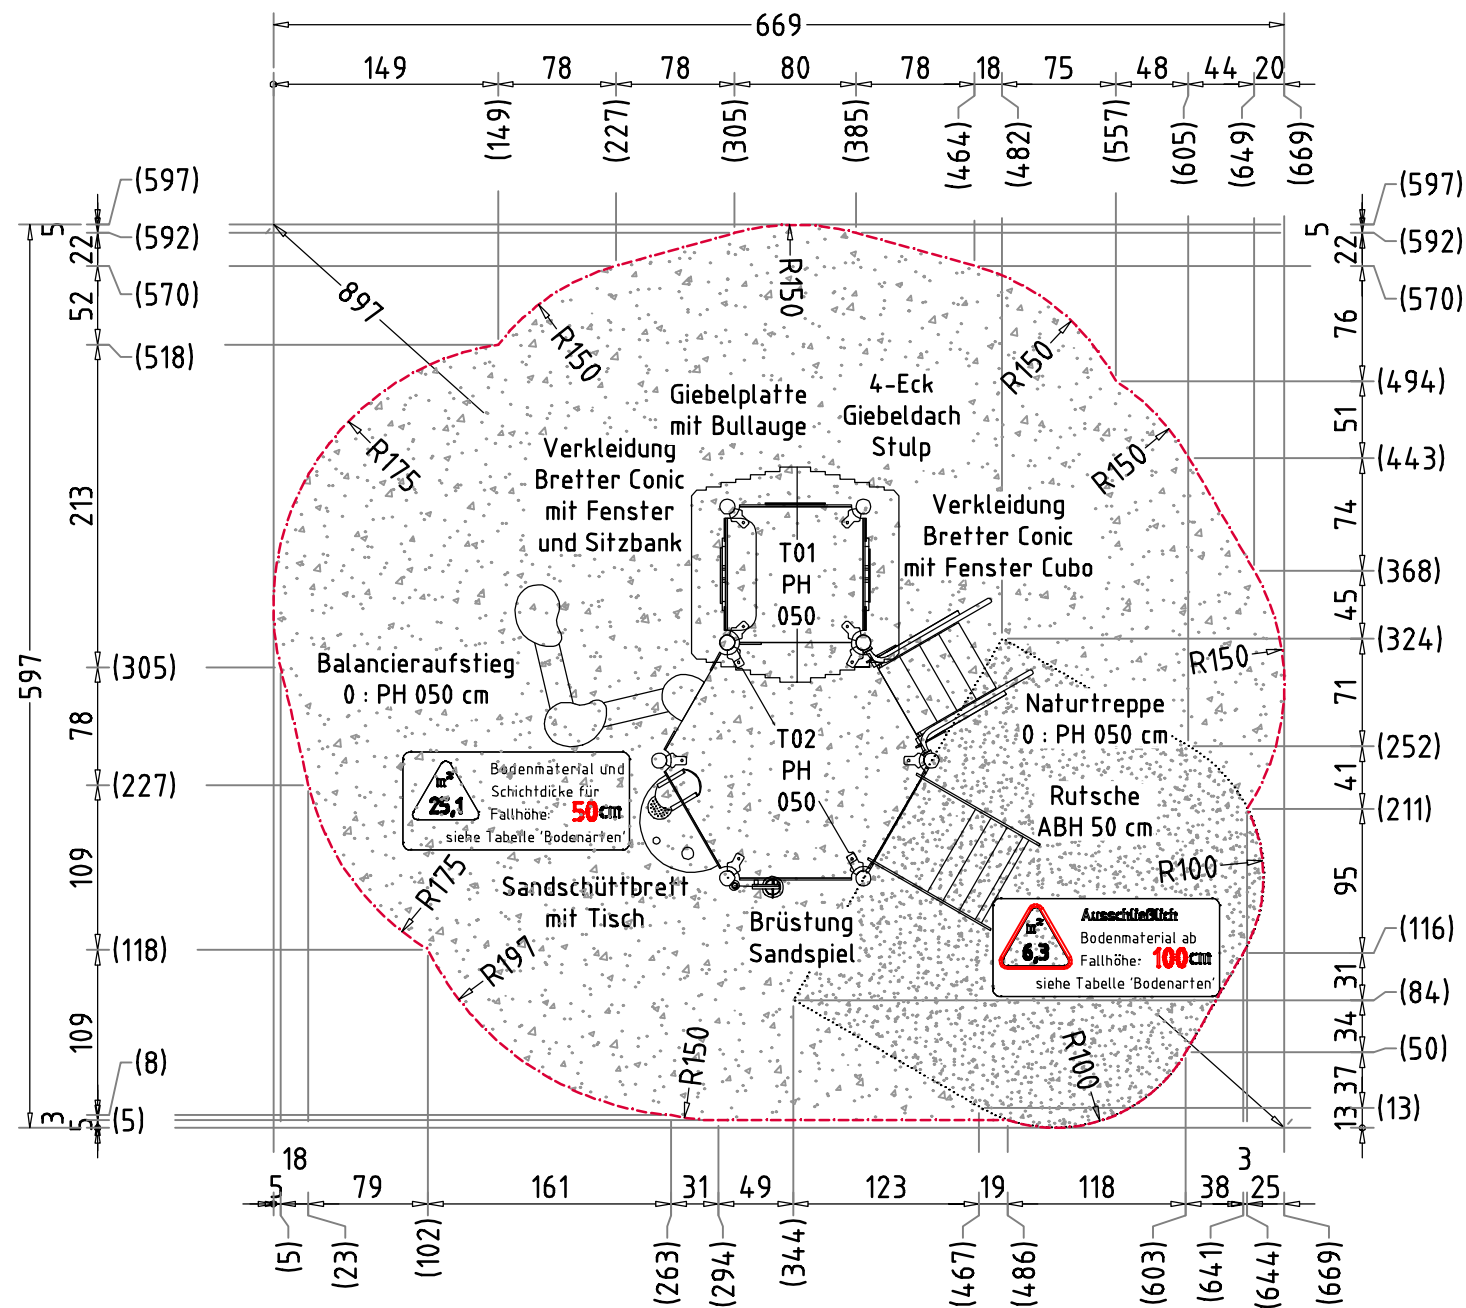 669
149 78 78 80 78 18 75 48 44 20
(149) (227) (305) (385) (464) (482) (557) (605) (649) (669)
(597)
(592)
(570)
(518)
(305)
(227)
(118)
(8)
(5)
5
22
52
213
78
109
109
3
5
597
897
R150
R150
R150
R150
R150
R175
R175
R197
R150
R100
R100
Giebelplatte
mit Bullauge
4-Eck
Giebeldach
Stulp
Verkleidung
Bretter Conic
mit Fenster
und Sitzbank
Verkleidung
Bretter Conic
mit Fenster Cubo
T01
PH
050
Balancieraufstieg
0 : PH 050 cm
Naturtreppe
0 : PH 050 cm
T02
PH
050
Rutsche
ABH 50 cm
m²
25,1
Bodenmaterial und
Schichtdicke für
Fallhöhe: 50cm
siehe Tabelle 'Bodenarten'
Sandschüttbrett
mit Tisch
Brüstung
Sandspiel
m²
6,3
Ausschließlich
Bodenmaterial ab
Fallhöhe: 100cm
siehe Tabelle 'Bodenarten'
(597)
(592)
(570)
(494)
(443)
(368)
(324)
(252)
(211)
(116)
(84)
(50)
(13)
5
22
76
51
74
45
71
41
95
31
34
37
13
18 3
5 79 161 31 49 123 19 118 38 25
(5) (23) (102) (263) (294) (344) (467) (486) (603) (641) (644) (669)